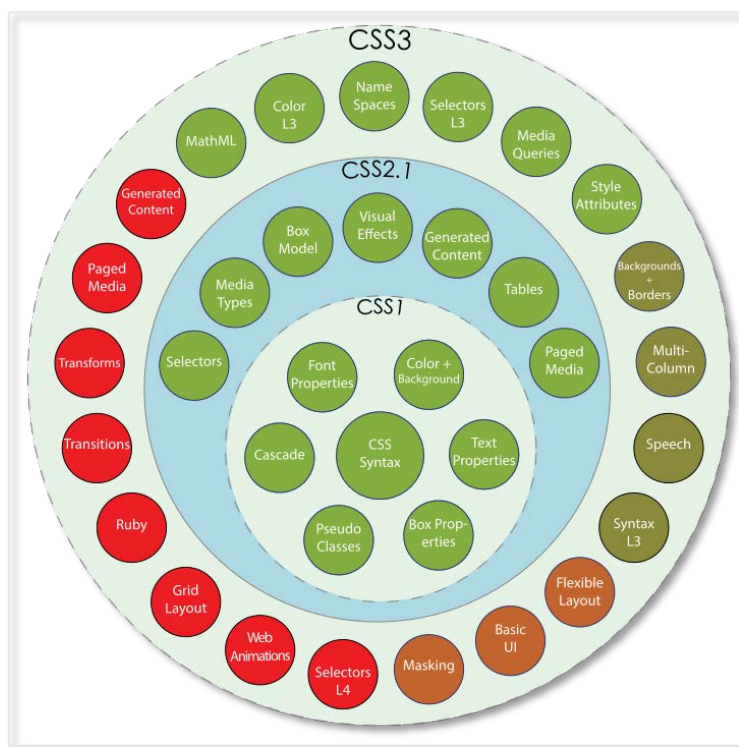 CSS3
Name
Spaces
Color
L3
Selectors
L3
MathML
Media
Queries
Style
Attributes
Generated
Content
Backgrounds
+
Borders
Paged
Media
Multi-
Column
Transforms
Speech
Transitions
Syntax
L3
Ruby
Flexible
Layout
Grid
Layout
Basic
UI
Web
Animations
Masking
Selectors
L4
CSS2.1
Visual
Effects
Box
Model
Generated
Content
Media
Types
Tables
Selectors
Paged
Media
CSS1
Font
Properties
Color +
Background
Cascade
CSS
Syntax
Text
Properties
Pseudo
Classes
Box Prop-
erties